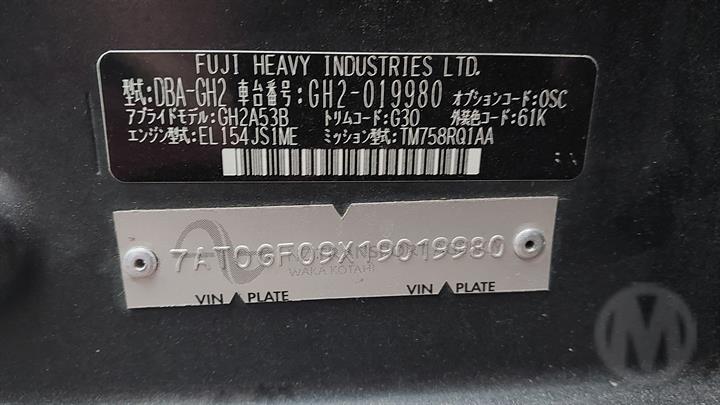 FUJI HEAVY INDUSTRIES LTD.
型式:DBA-GH2 車台番号:GH2-019980 オプションコード:OSC
アプライドモデル:GH2A53B トリムコード:G30 外装色コード:61K
エンジン型式:EL154JS1ME ミッション型式:TM758RQ1AA
7AT0GF09X19019980
NZ TRANSPORT
WAKA KOTAHI
VIN PLATE VIN PLATE
M